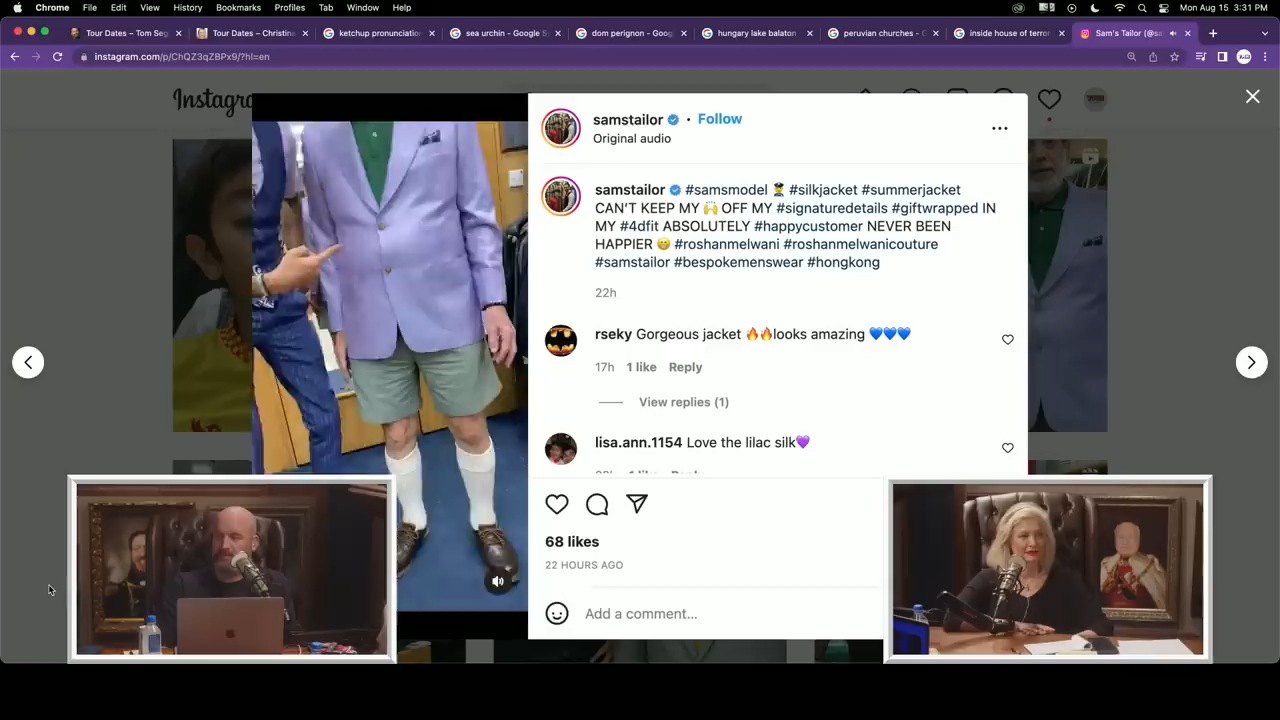 Chrome File Edit View History Bookmarks Profiles Tab Window Help Mon Aug 15 3:31 PM
Tour Dates – Tom Seg
Tour Dates – Christina
ketchup pronunciation
sea urchin - Google S
dom perignon - Goog
hungary lake balaton
peruvian churches - G
inside house of terror
Sam's Tailor (@sa
instagram.com/p/ChQZ3qZBPx9/?hl=en
Instagra
samstailor • Follow
Original audio
samstailor #samsmodel #silkjacket #summerjacket
CAN'T KEEP MY 🙌 OFF MY #signaturedetails #giftwrapped IN
MY #4dfit ABSOLUTELY #happycustomer NEVER BEEN
HAPPIER 😁 #roshanmelwani #roshanmelwanicouture
#samstailor #bespokemenswear #hongkong
22h
rseky Gorgeous jacket 🔥🔥looks amazing 💙💙💙
17h 1 like Reply
View replies (1)
lisa.ann.1154 Love the lilac silk💜
68 likes
22 HOURS AGO
Add a comment...